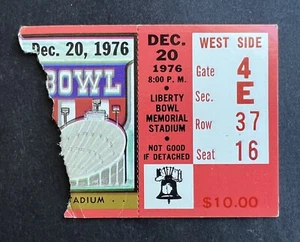 Dec. 20, 1976
BOWL
STADIUM
DEC.
20
1976
8:00 P.M.
LIBERTY
BOWL
MEMORIAL
STADIUM
NOT GOOD
IF DETACHED
WEST SIDE
Gate 4
Sec. E
Row 37
Seat 16
$10.00